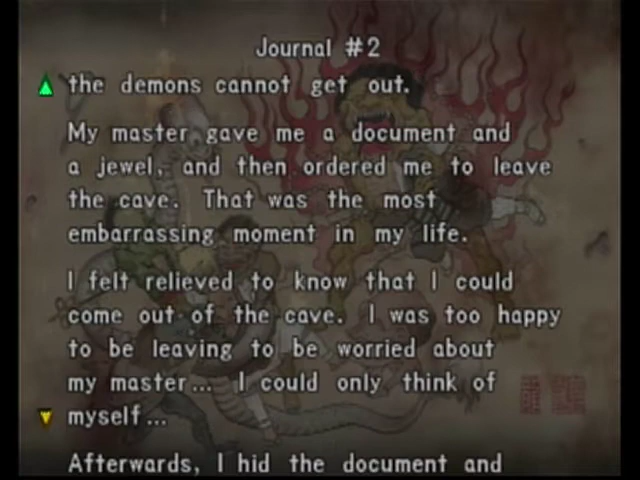 Journal #2
the demons cannot get out.
My master gave me a document and
a jewel, and then ordered me to leave
the cave. That was the most
embarrassing moment in my life.
I felt relieved to know that I could
come out of the cave. I was too happy
to be leaving to be worried about
my master... I could only think of
myself...
Afterwards, I hid the document and